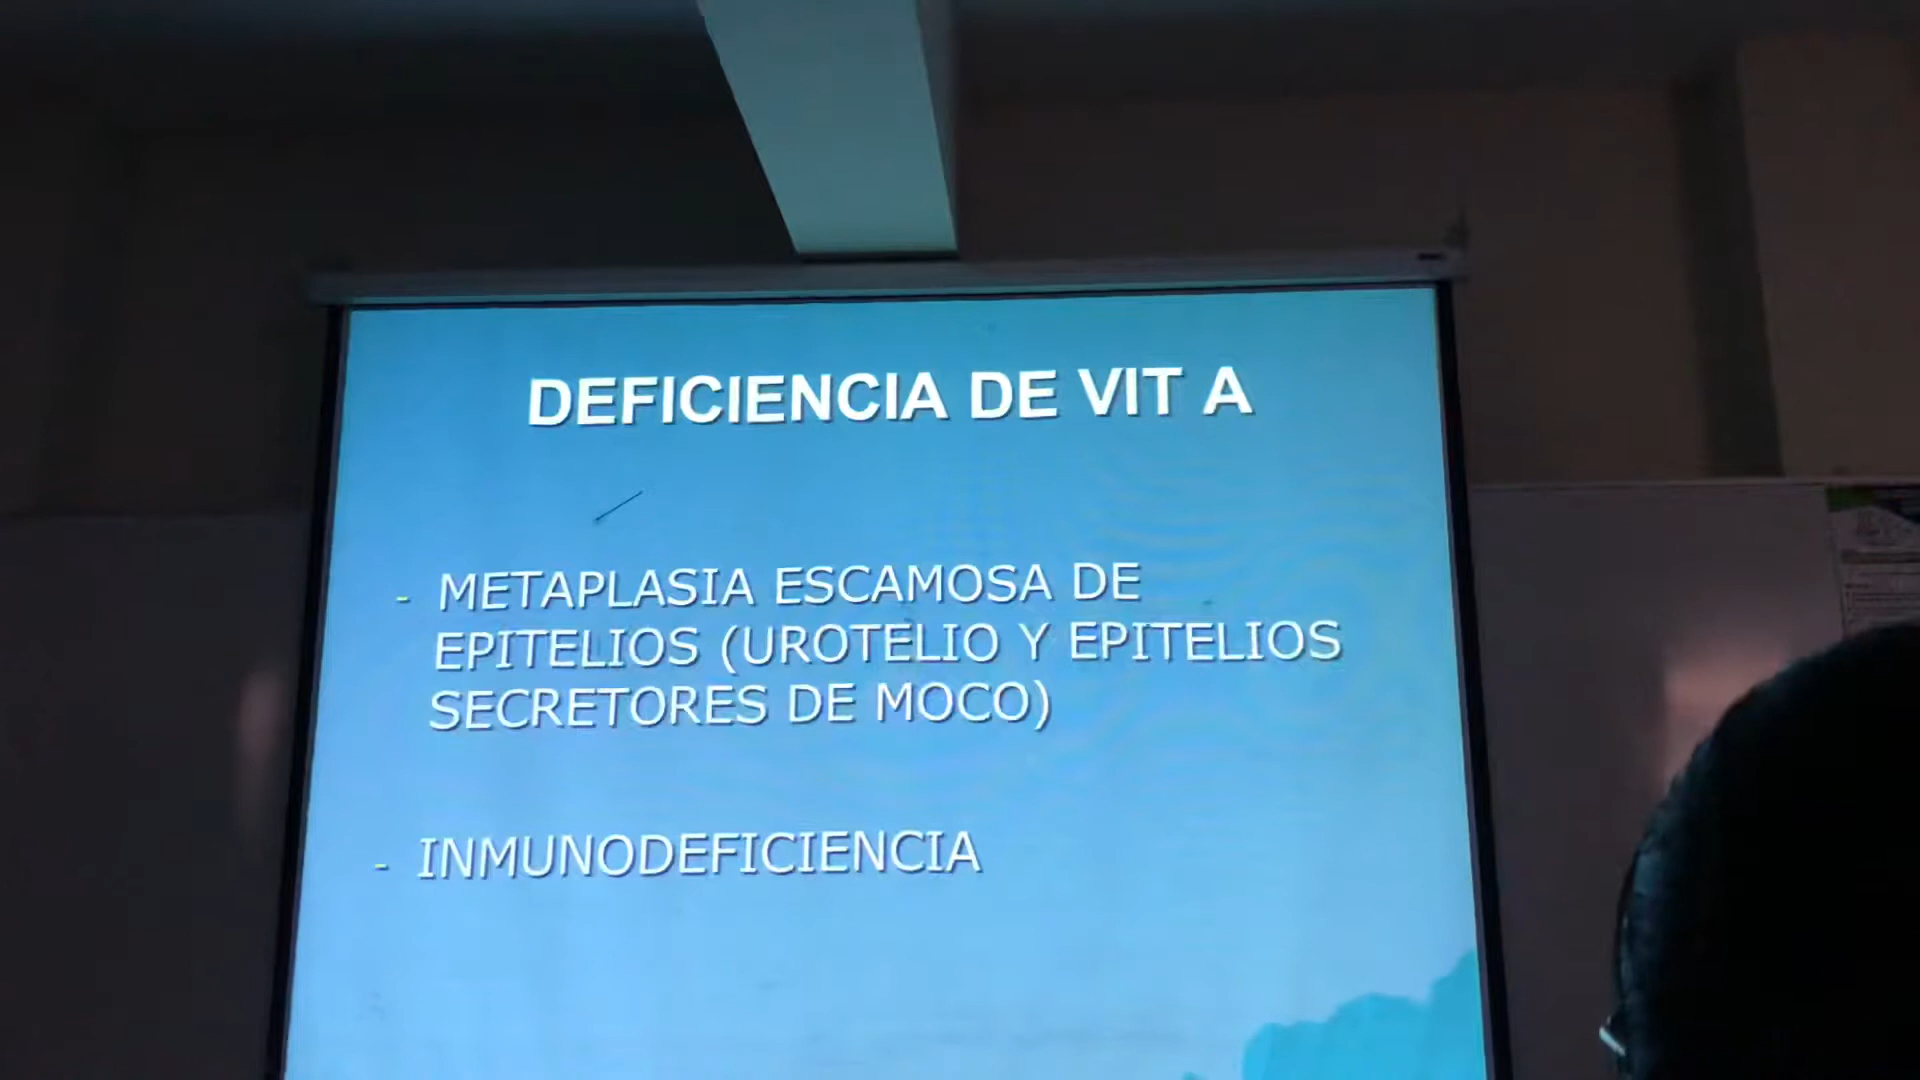 DEFICIENCIA DE VIT A
- METAPLASIA ESCAMOSA DE
EPITELIOS (UROTELIO Y EPITELIOS
SECRETORES DE MOCO)
- INMUNODEFICIENCIA